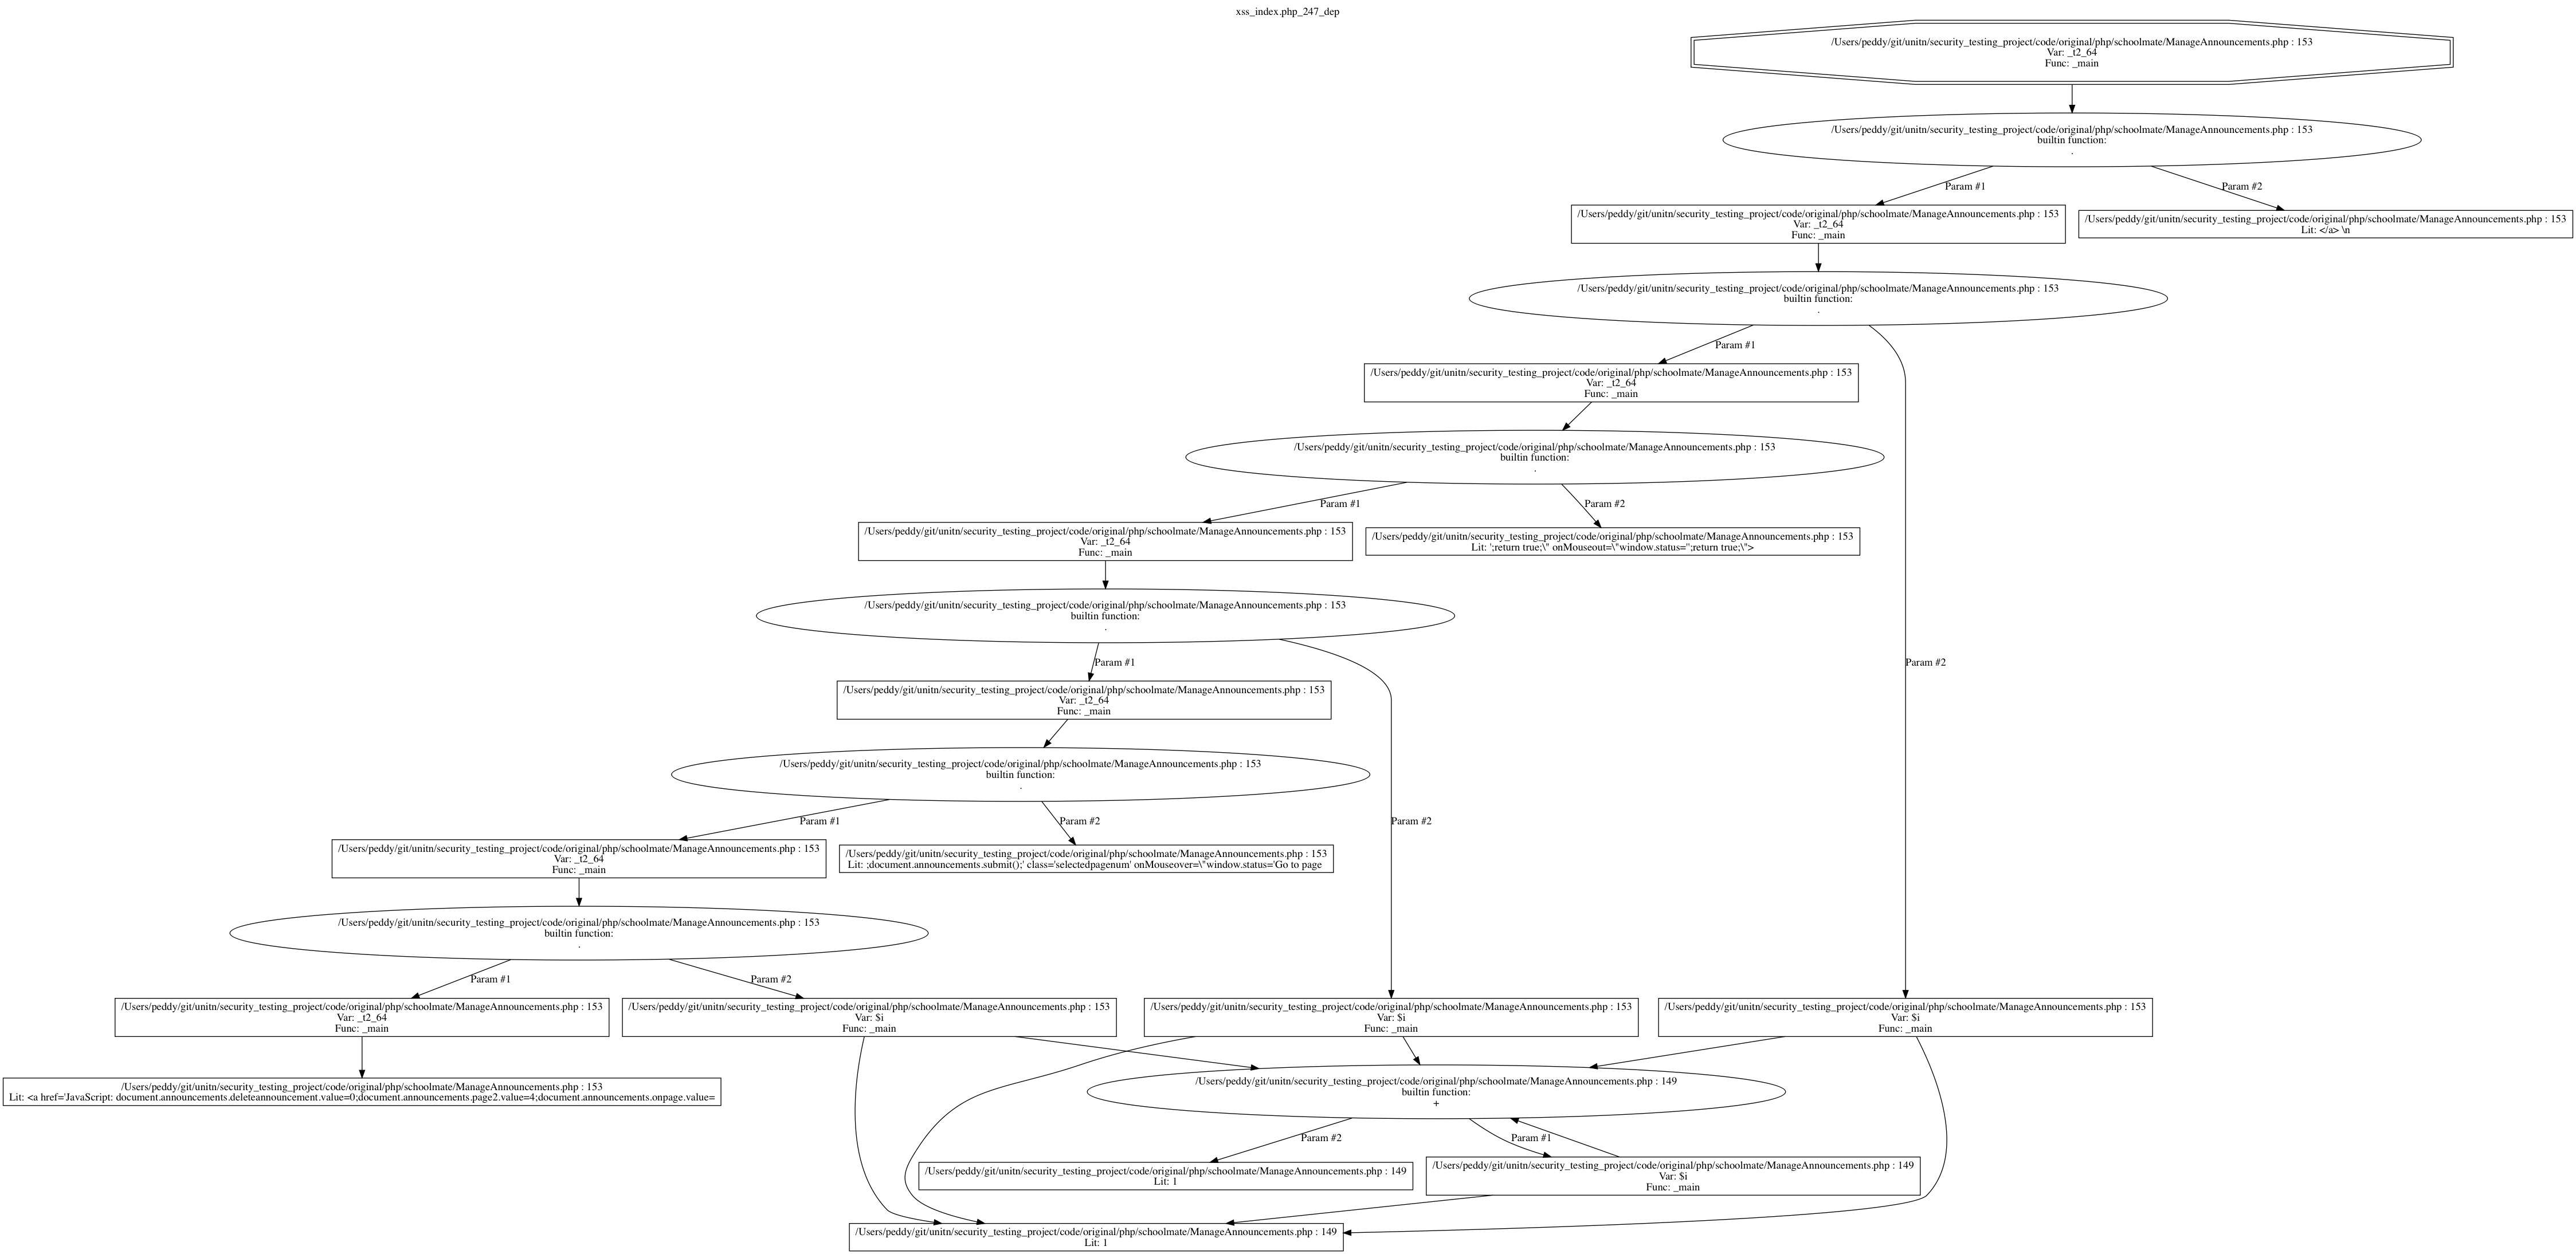 xss_index.php_247_dep
/Users/peddy/git/unitn/security_testing_project/code/original/php/schoolmate/ManageAnnouncements.php : 153
Var: _t2_64
Func: _main
/Users/peddy/git/unitn/security_testing_project/code/original/php/schoolmate/ManageAnnouncements.php : 153
builtin function:
.
Param #1
Param #2
/Users/peddy/git/unitn/security_testing_project/code/original/php/schoolmate/ManageAnnouncements.php : 153
Var: _t2_64
Func: _main
/Users/peddy/git/unitn/security_testing_project/code/original/php/schoolmate/ManageAnnouncements.php : 153
Lit: </a> \n
/Users/peddy/git/unitn/security_testing_project/code/original/php/schoolmate/ManageAnnouncements.php : 153
builtin function:
.
Param #1
Param #2
/Users/peddy/git/unitn/security_testing_project/code/original/php/schoolmate/ManageAnnouncements.php : 153
Var: _t2_64
Func: _main
/Users/peddy/git/unitn/security_testing_project/code/original/php/schoolmate/ManageAnnouncements.php : 153
builtin function:
.
Param #1
Param #2
/Users/peddy/git/unitn/security_testing_project/code/original/php/schoolmate/ManageAnnouncements.php : 153
Var: _t2_64
Func: _main
/Users/peddy/git/unitn/security_testing_project/code/original/php/schoolmate/ManageAnnouncements.php : 153
Lit: ';return true;\" onMouseout=\"window.status='';return true;\">
/Users/peddy/git/unitn/security_testing_project/code/original/php/schoolmate/ManageAnnouncements.php : 153
builtin function:
.
Param #1
Param #2
/Users/peddy/git/unitn/security_testing_project/code/original/php/schoolmate/ManageAnnouncements.php : 153
Var: _t2_64
Func: _main
/Users/peddy/git/unitn/security_testing_project/code/original/php/schoolmate/ManageAnnouncements.php : 153
builtin function:
.
Param #1
Param #2
/Users/peddy/git/unitn/security_testing_project/code/original/php/schoolmate/ManageAnnouncements.php : 153
Var: _t2_64
Func: _main
/Users/peddy/git/unitn/security_testing_project/code/original/php/schoolmate/ManageAnnouncements.php : 153
Lit: ;document.announcements.submit();' class='selectedpagenum' onMouseover=\"window.status='Go to page
/Users/peddy/git/unitn/security_testing_project/code/original/php/schoolmate/ManageAnnouncements.php : 153
builtin function:
.
Param #1
Param #2
/Users/peddy/git/unitn/security_testing_project/code/original/php/schoolmate/ManageAnnouncements.php : 153
Var: _t2_64
Func: _main
/Users/peddy/git/unitn/security_testing_project/code/original/php/schoolmate/ManageAnnouncements.php : 153
Var: $i
Func: _main
/Users/peddy/git/unitn/security_testing_project/code/original/php/schoolmate/ManageAnnouncements.php : 153
Var: $i
Func: _main
/Users/peddy/git/unitn/security_testing_project/code/original/php/schoolmate/ManageAnnouncements.php : 153
Var: $i
Func: _main
/Users/peddy/git/unitn/security_testing_project/code/original/php/schoolmate/ManageAnnouncements.php : 153
Lit: <a href='JavaScript: document.announcements.deleteannouncement.value=0;document.announcements.page2.value=4;document.announcements.onpage.value=
/Users/peddy/git/unitn/security_testing_project/code/original/php/schoolmate/ManageAnnouncements.php : 149
builtin function:
+
Param #2
Param #1
/Users/peddy/git/unitn/security_testing_project/code/original/php/schoolmate/ManageAnnouncements.php : 149
Lit: 1
/Users/peddy/git/unitn/security_testing_project/code/original/php/schoolmate/ManageAnnouncements.php : 149
Var: $i
Func: _main
/Users/peddy/git/unitn/security_testing_project/code/original/php/schoolmate/ManageAnnouncements.php : 149
Lit: 1